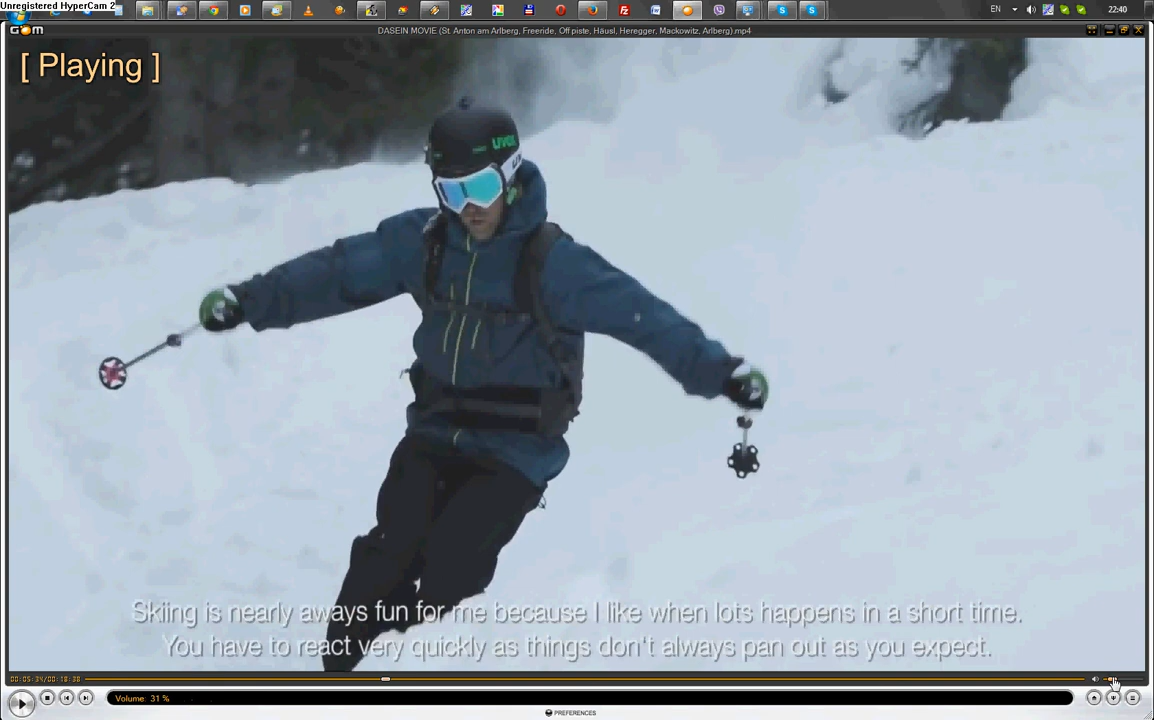 Unregistered HyperCam 2
EN
22:40
GOM
DASEIN MOVIE (St. Anton am Arlberg, Freeride, Off piste, Häusl, Heregger, Mackowitz, Arlberg).mp4
[ Playing ]
uvex
Skiing is nearly aways fun for me because I like when lots happens in a short time.
You have to react very quickly as things don't always pan out as you expect.
00:05:34/00:18:38
Volume 31 %
PREFERENCES